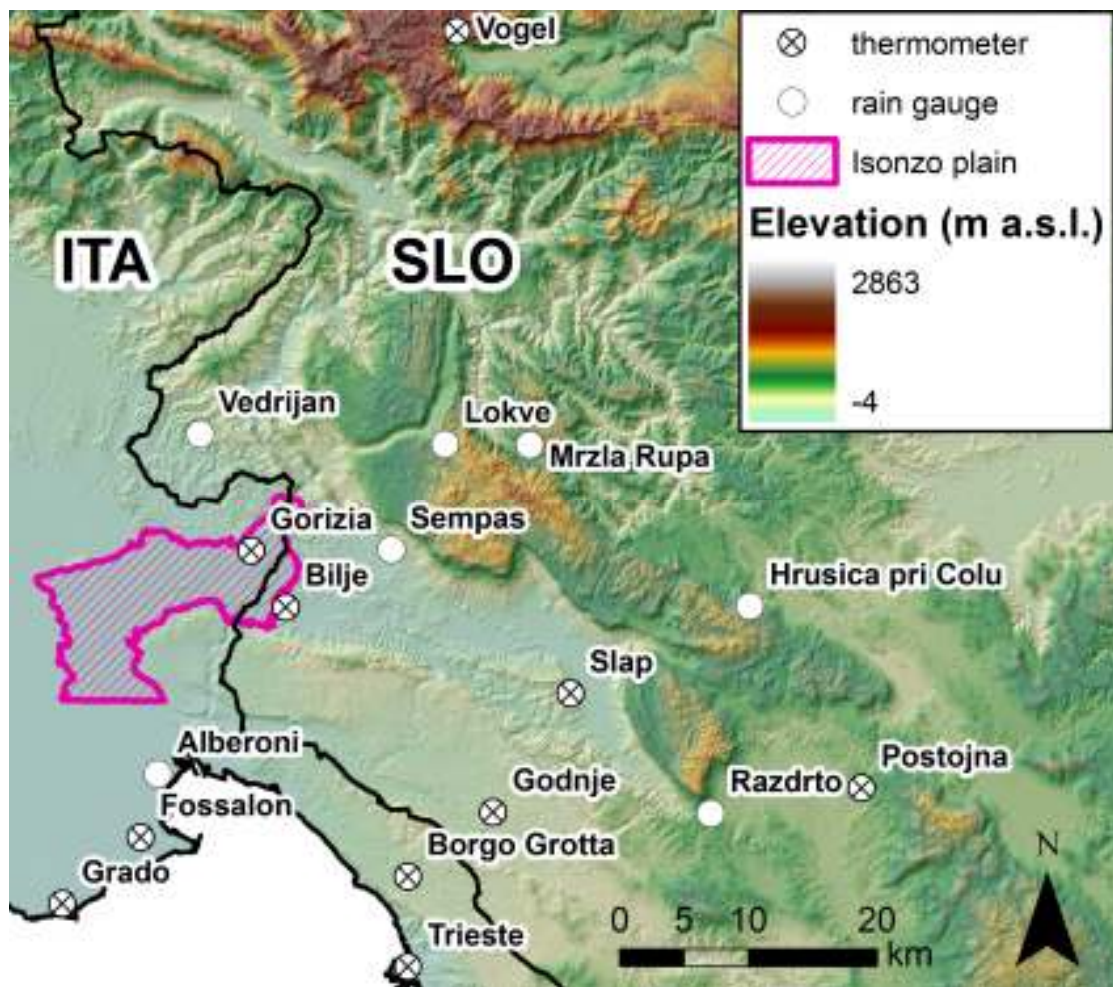 Vogel
thermometer
rain gauge
Isonzo plain
Elevation (m a.s.l.)
2863
-4
ITA
SLO
Vedrijan
Lokve
Mrzla Rupa
Gorizia
Sempas
Bilje
Hrusica pri Colu
Slap
Alberoni
Godnje
Razdrto
Postojna
Fossalon
Borgo Grotta
Grado
Trieste
N
0 5 10 20
km